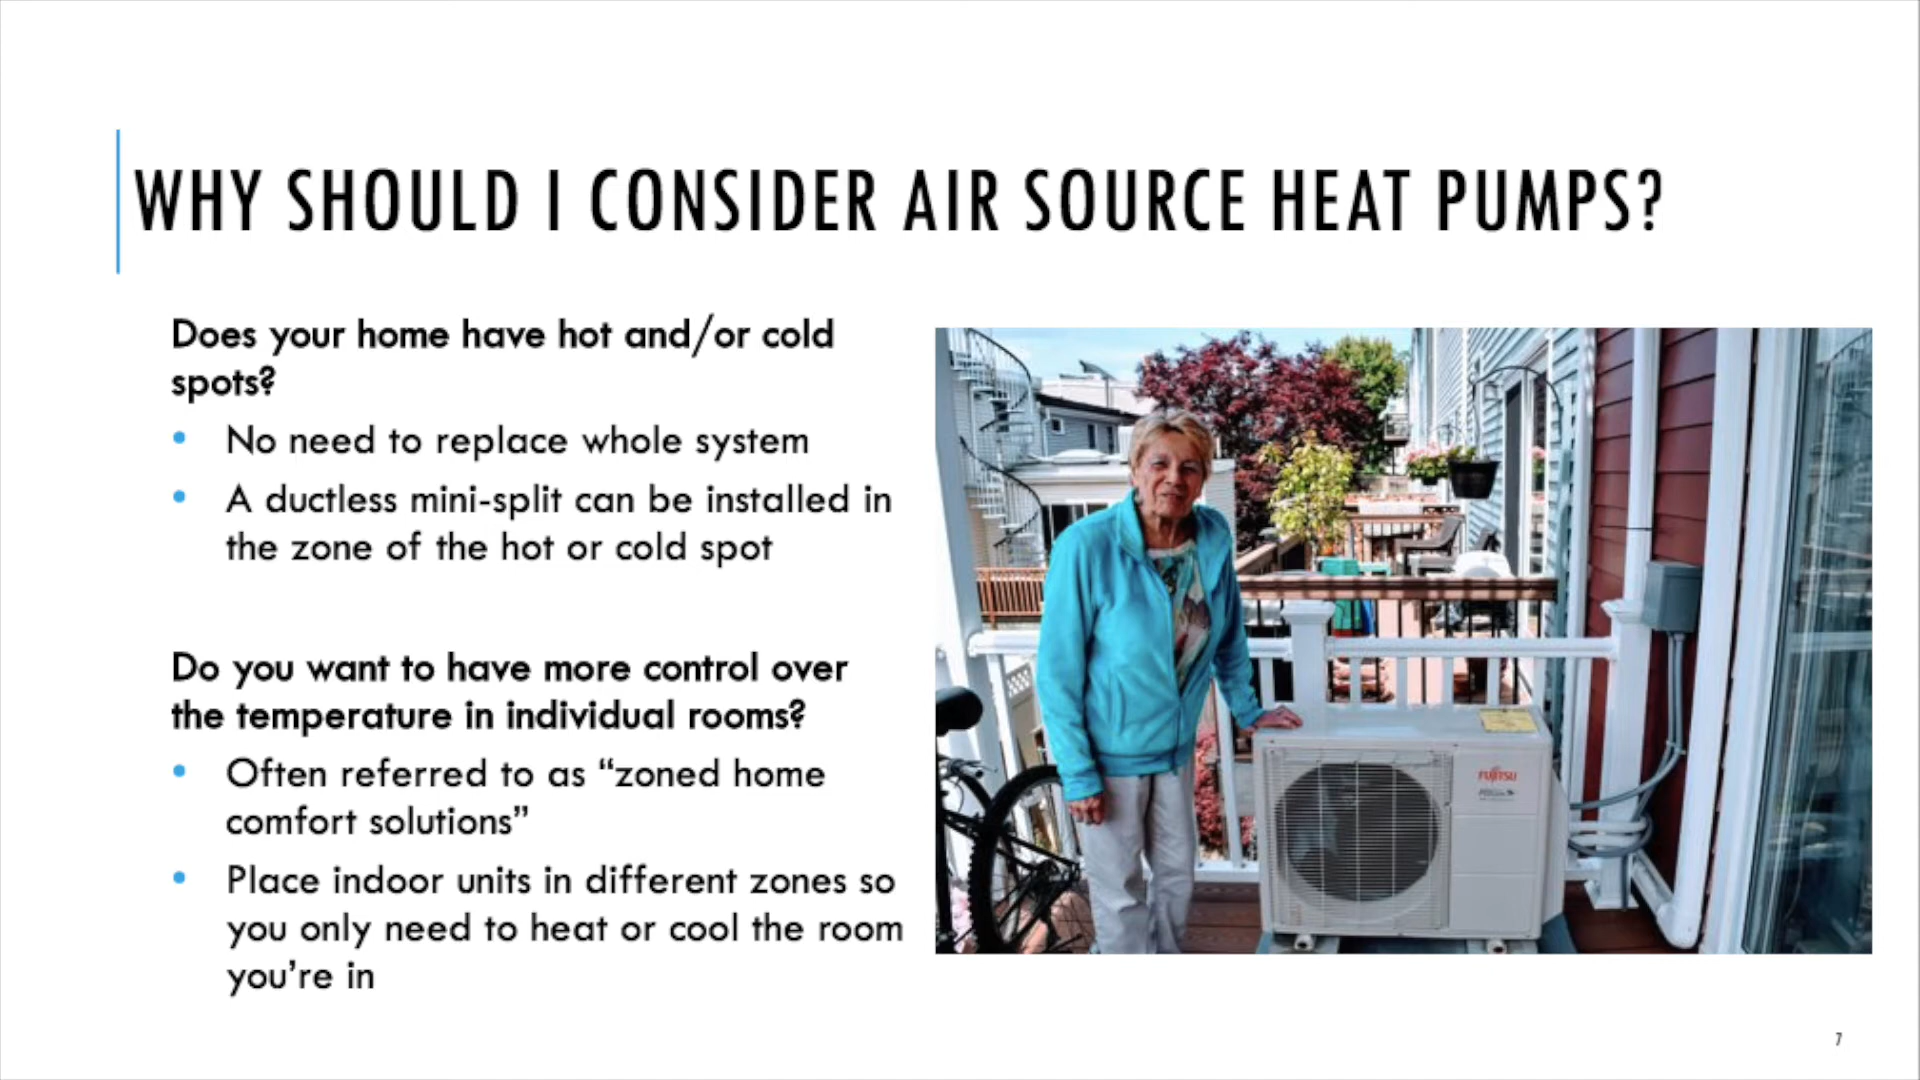 WHY SHOULD I CONSIDER AIR SOURCE HEAT PUMPS?
Does your home have hot and/or cold
spots?
• No need to replace whole system
• A ductless mini-split can be installed in
the zone of the hot or cold spot
Do you want to have more control over
the temperature in individual rooms?
• Often referred to as “zoned home
comfort solutions”
• Place indoor units in different zones so
you only need to heat or cool the room
you’re in
FUJITSU
7